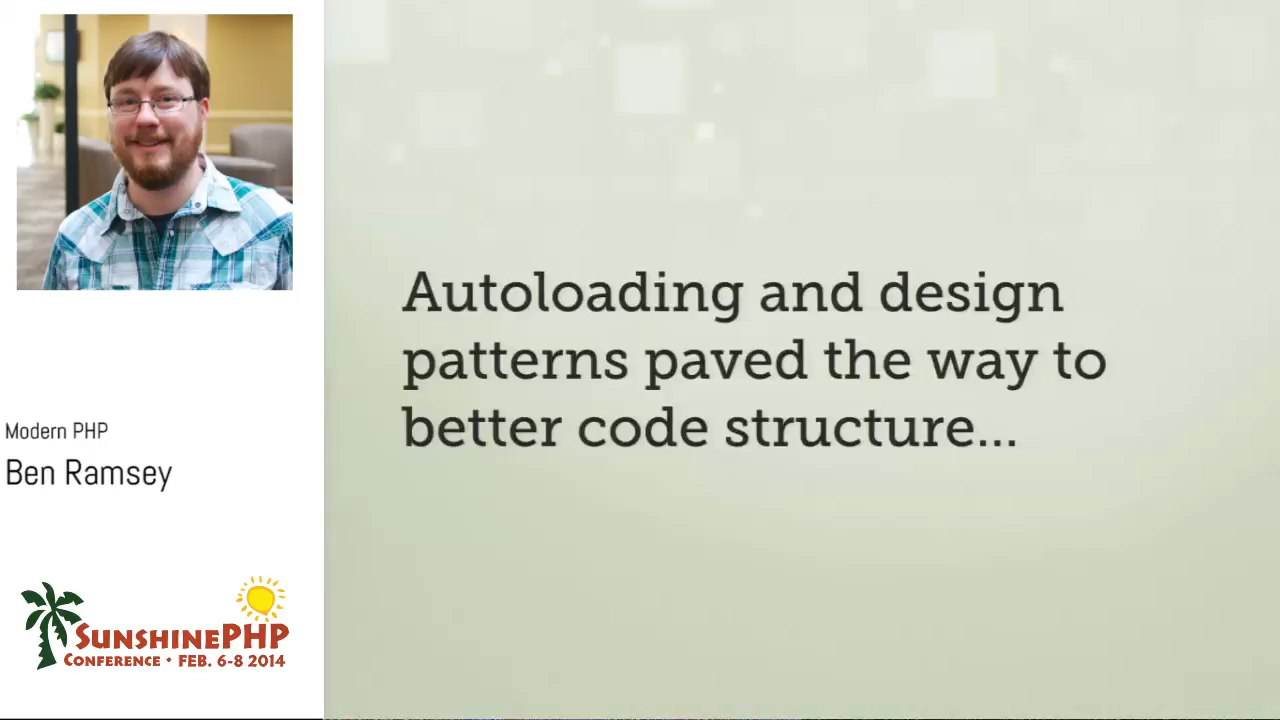 Autoloading and design
patterns paved the way to
better code structure...
Modern PHP
Ben Ramsey
SUNSHINEPHP
CONFERENCE • FEB. 6-8 2014